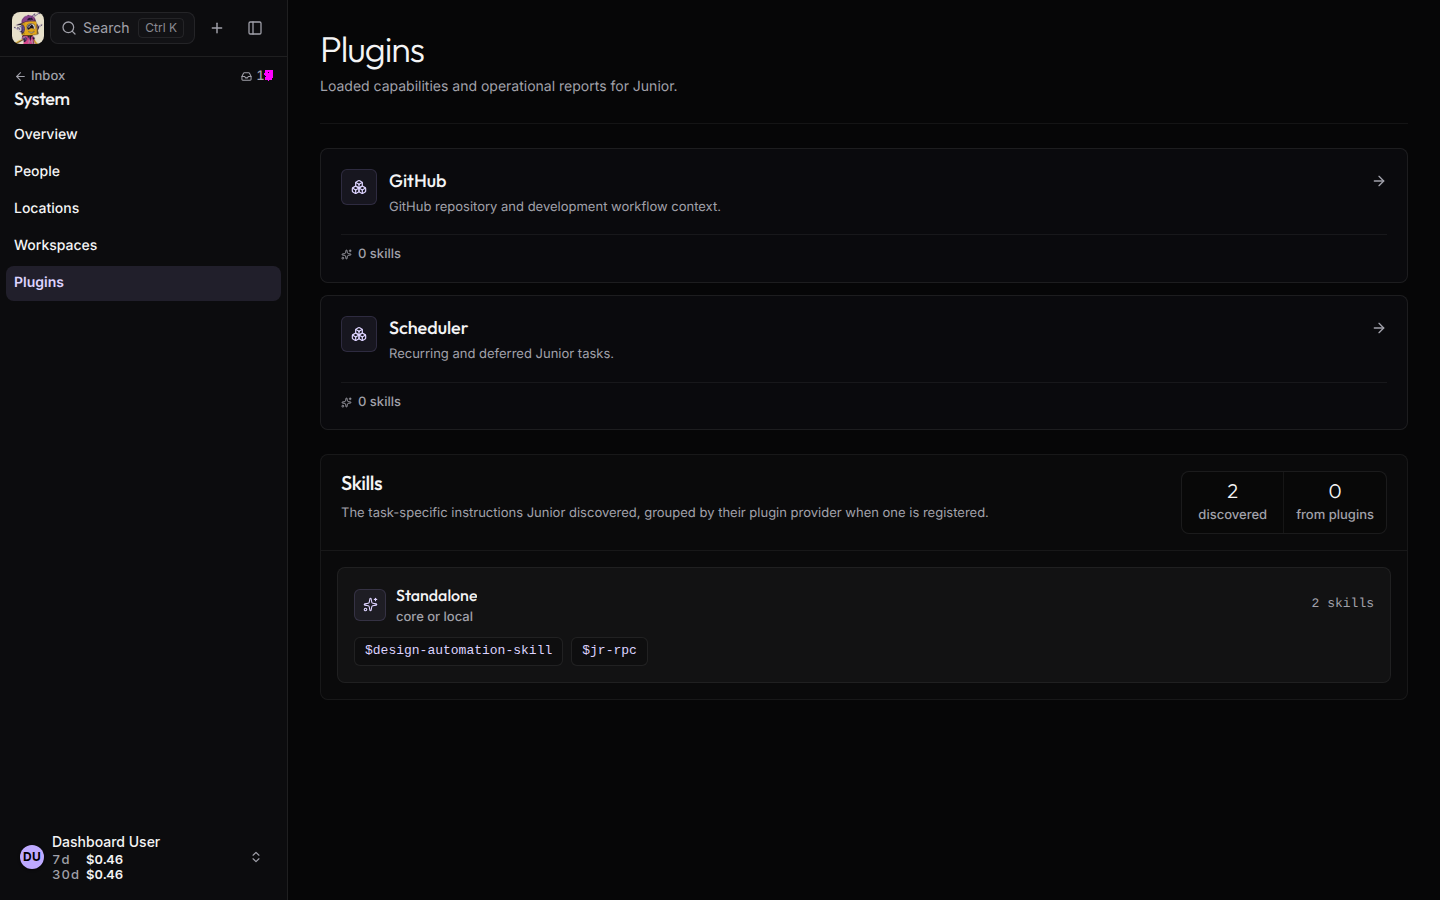 Search Ctrl K
Inbox
System
Overview
People
Locations
Workspaces
Plugins
Dashboard User
DU
7d $0.46
30d $0.46
Plugins
Loaded capabilities and operational reports for Junior.
GitHub
GitHub repository and development workflow context.
0 skills
Scheduler
Recurring and deferred Junior tasks.
0 skills
Skills
The task-specific instructions Junior discovered, grouped by their plugin provider when one is registered.
2 discovered
0 from plugins
Standalone
core or local
2 skills
$design-automation-skill $jr-rpc